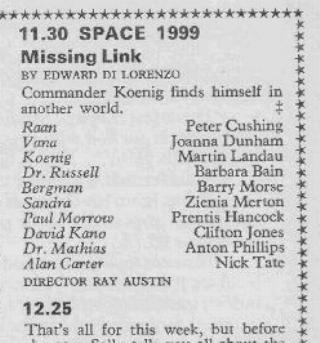 11.30 SPACE 1999
Missing Link
BY EDWARD DI LORENZO
Commander Koenig finds himself in
another world. ‡
Raan Peter Cushing
Vana Joanna Dunham
Koenig Martin Landau
Dr. Russell Barbara Bain
Bergman Barry Morse
Sandra Zienia Merton
Paul Morrow Prentis Hancock
David Kano Clifton Jones
Dr. Mathias Anton Phillips
Alan Carter Nick Tate
DIRECTOR RAY AUSTIN
12.25
That's all for this week, but before